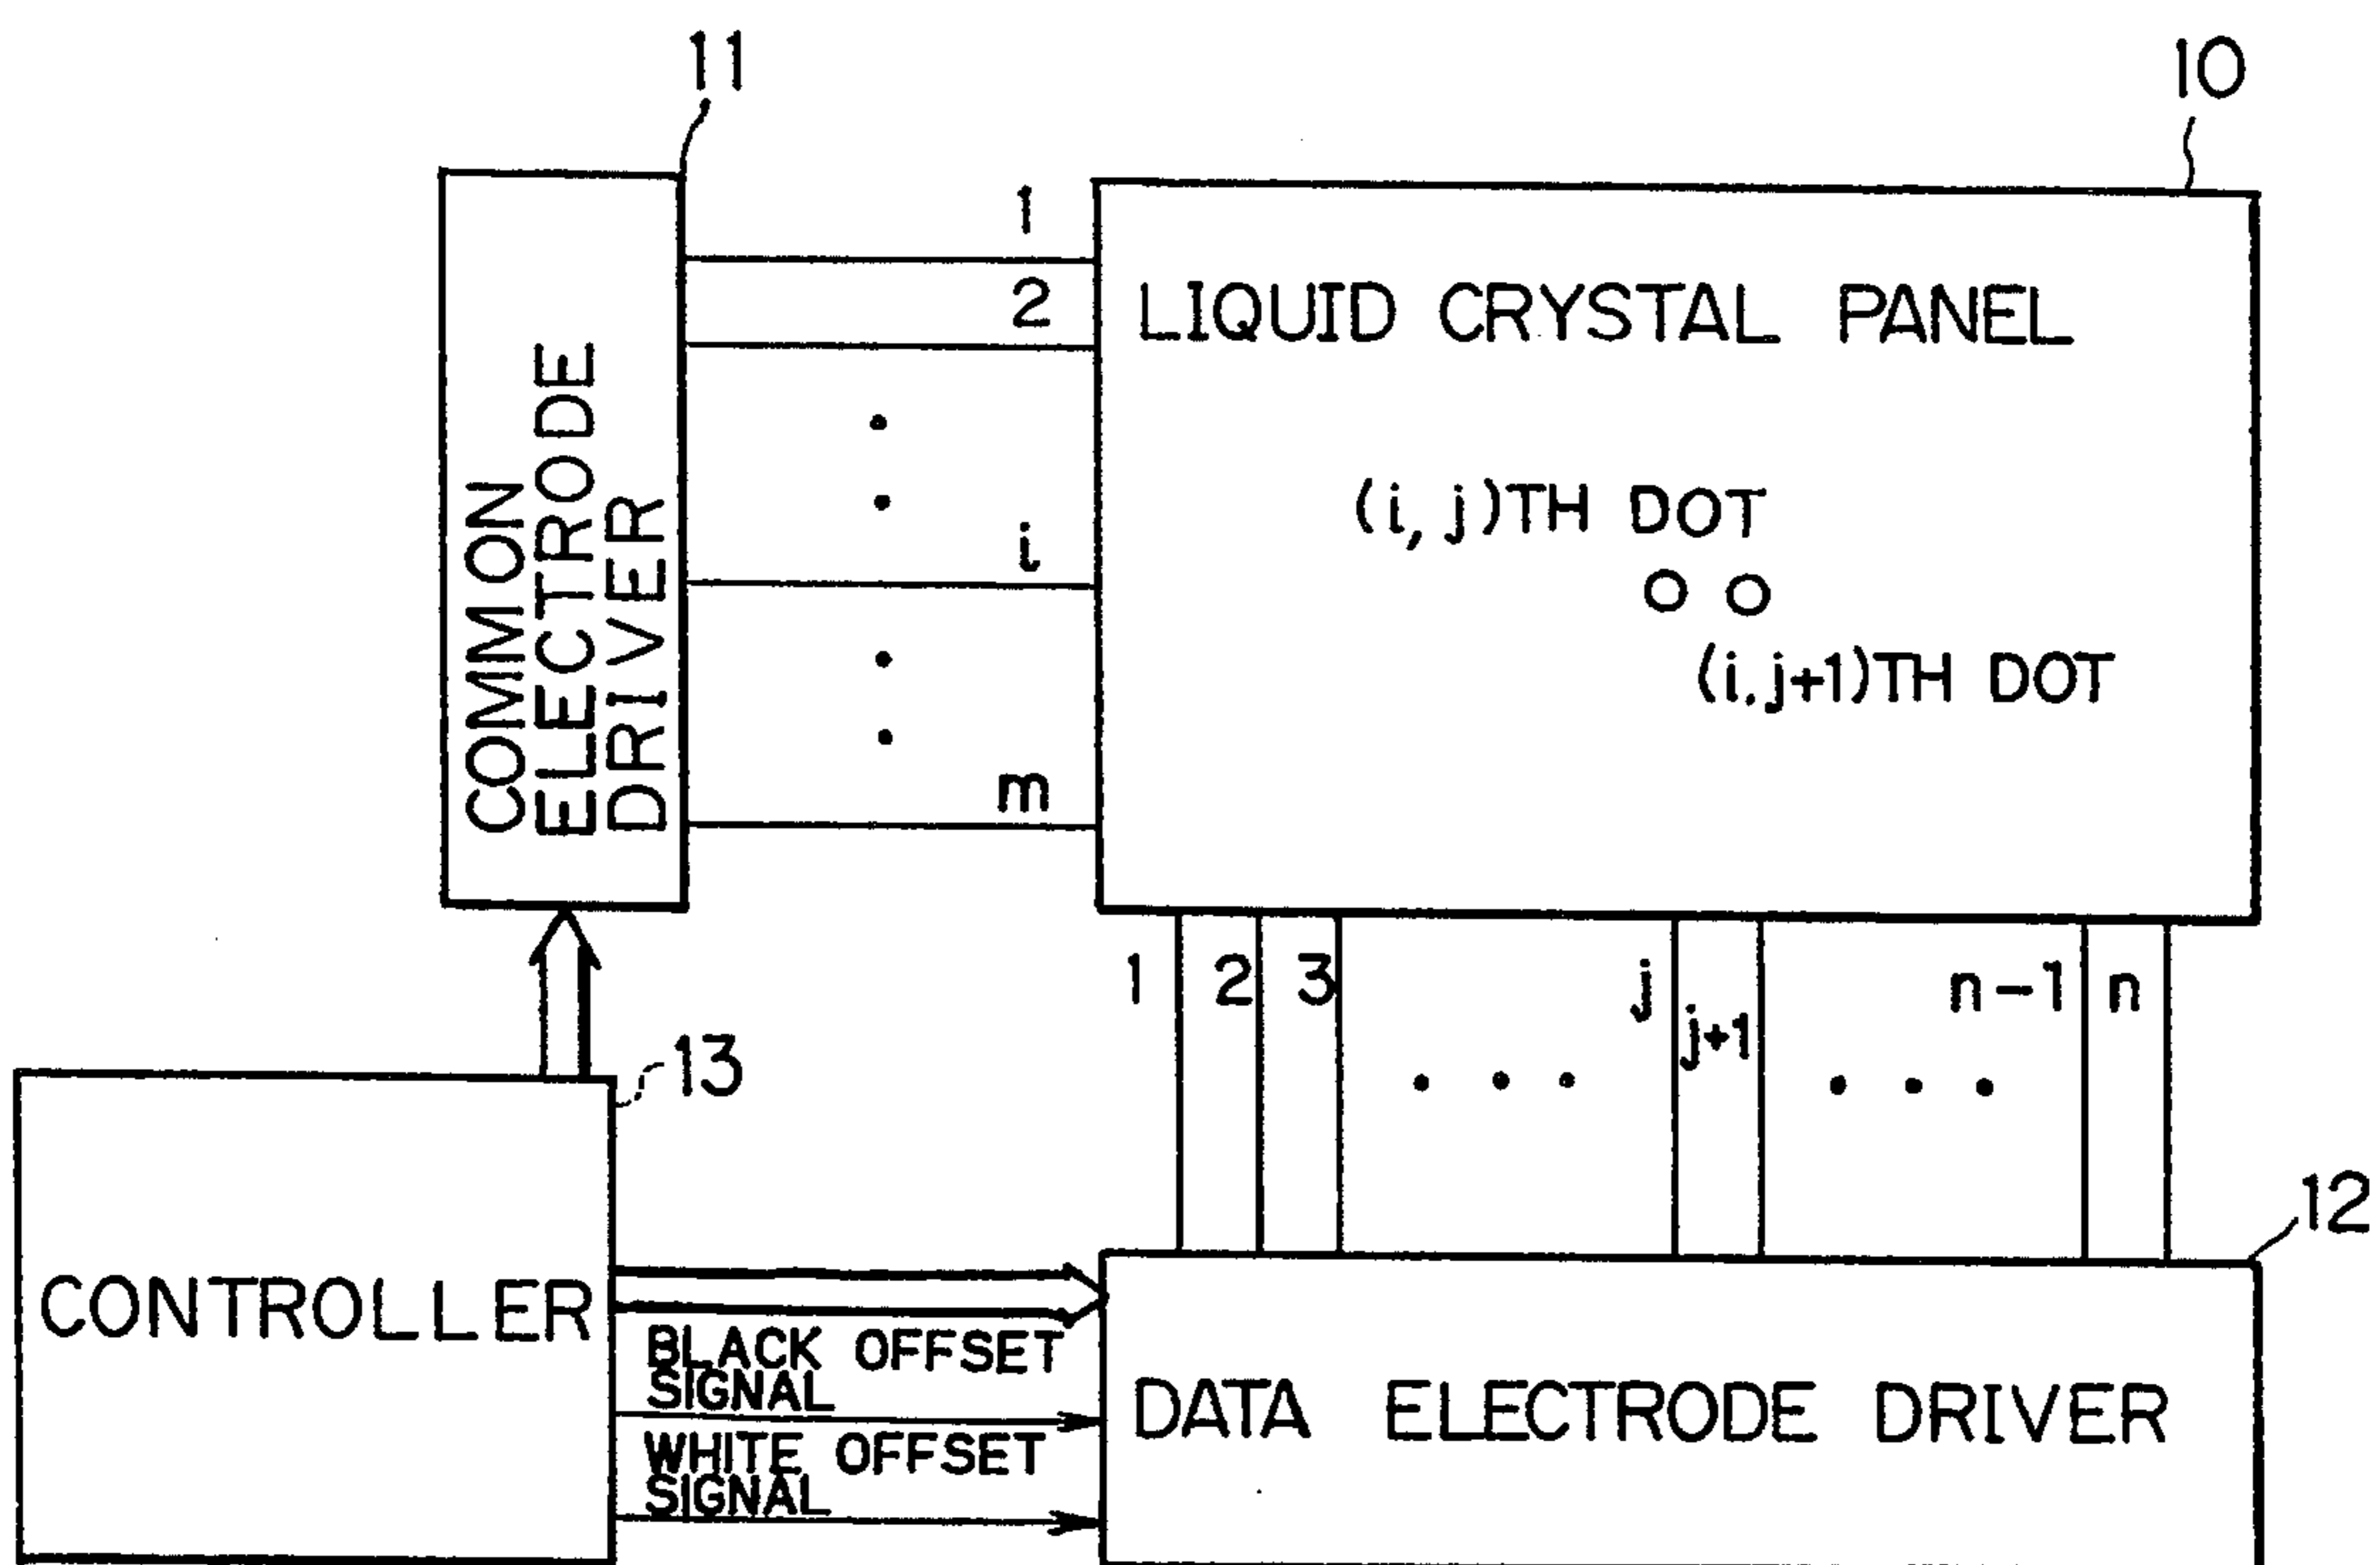 11
10
1
2
LIQUID CRYSTAL PANEL
COMMON
ELECTRODE
DRIVER
(i, j)TH DOT
i
(i.j+1)TH DOT
m
1 2 3 j j+1 n-1 n
13
12
CONTROLLER
BLACK OFFSET
SIGNAL
WHITE OFFSET
SIGNAL
DATA ELECTRODE DRIVER